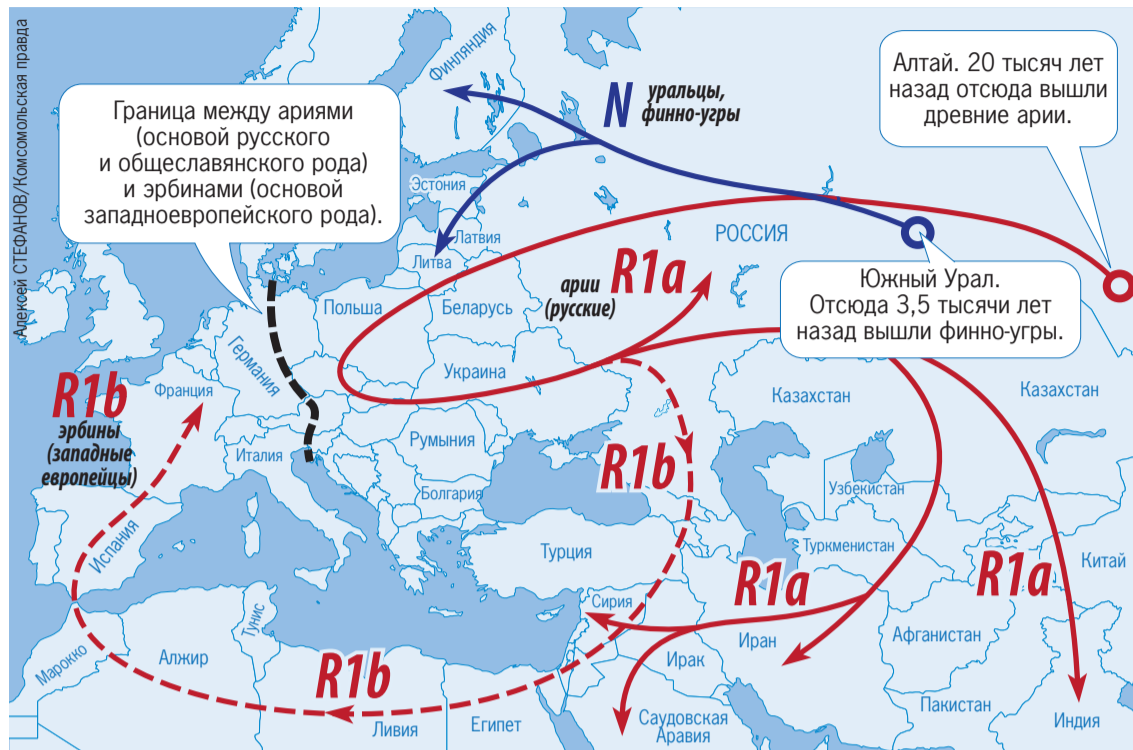 Алексей СТЕФАНОВ/Комсомольская правда
Граница между ариями
(основой русского
и общеславянского рода)
и эрбинами (основой
западноевропейского рода).
Финляндия
N уральцы,
финно-угры
Алтай. 20 тысяч лет
назад отсюда вышли
древние арии.
Эстония
Латвия
Литва
РОССИЯ
Южный Урал.
Отсюда 3,5 тысячи лет
назад вышли финно-угры.
арии R1a
(русские)
Польша
Беларусь
Германия
Украина
R1b
эрбины
(западные
европейцы)
Франция
Казахстан
Казахстан
Италия
Румыния
Болгария
R1b
Испания
Узбекистан
Турция
Туркменистан
R1a
Китай
R1a
Сирия
Тунис
Марокко
Алжир
R1b
Ливия
Египет
Ирак
Иран
Афганистан
Саудовская
Аравия
Пакистан
Индия